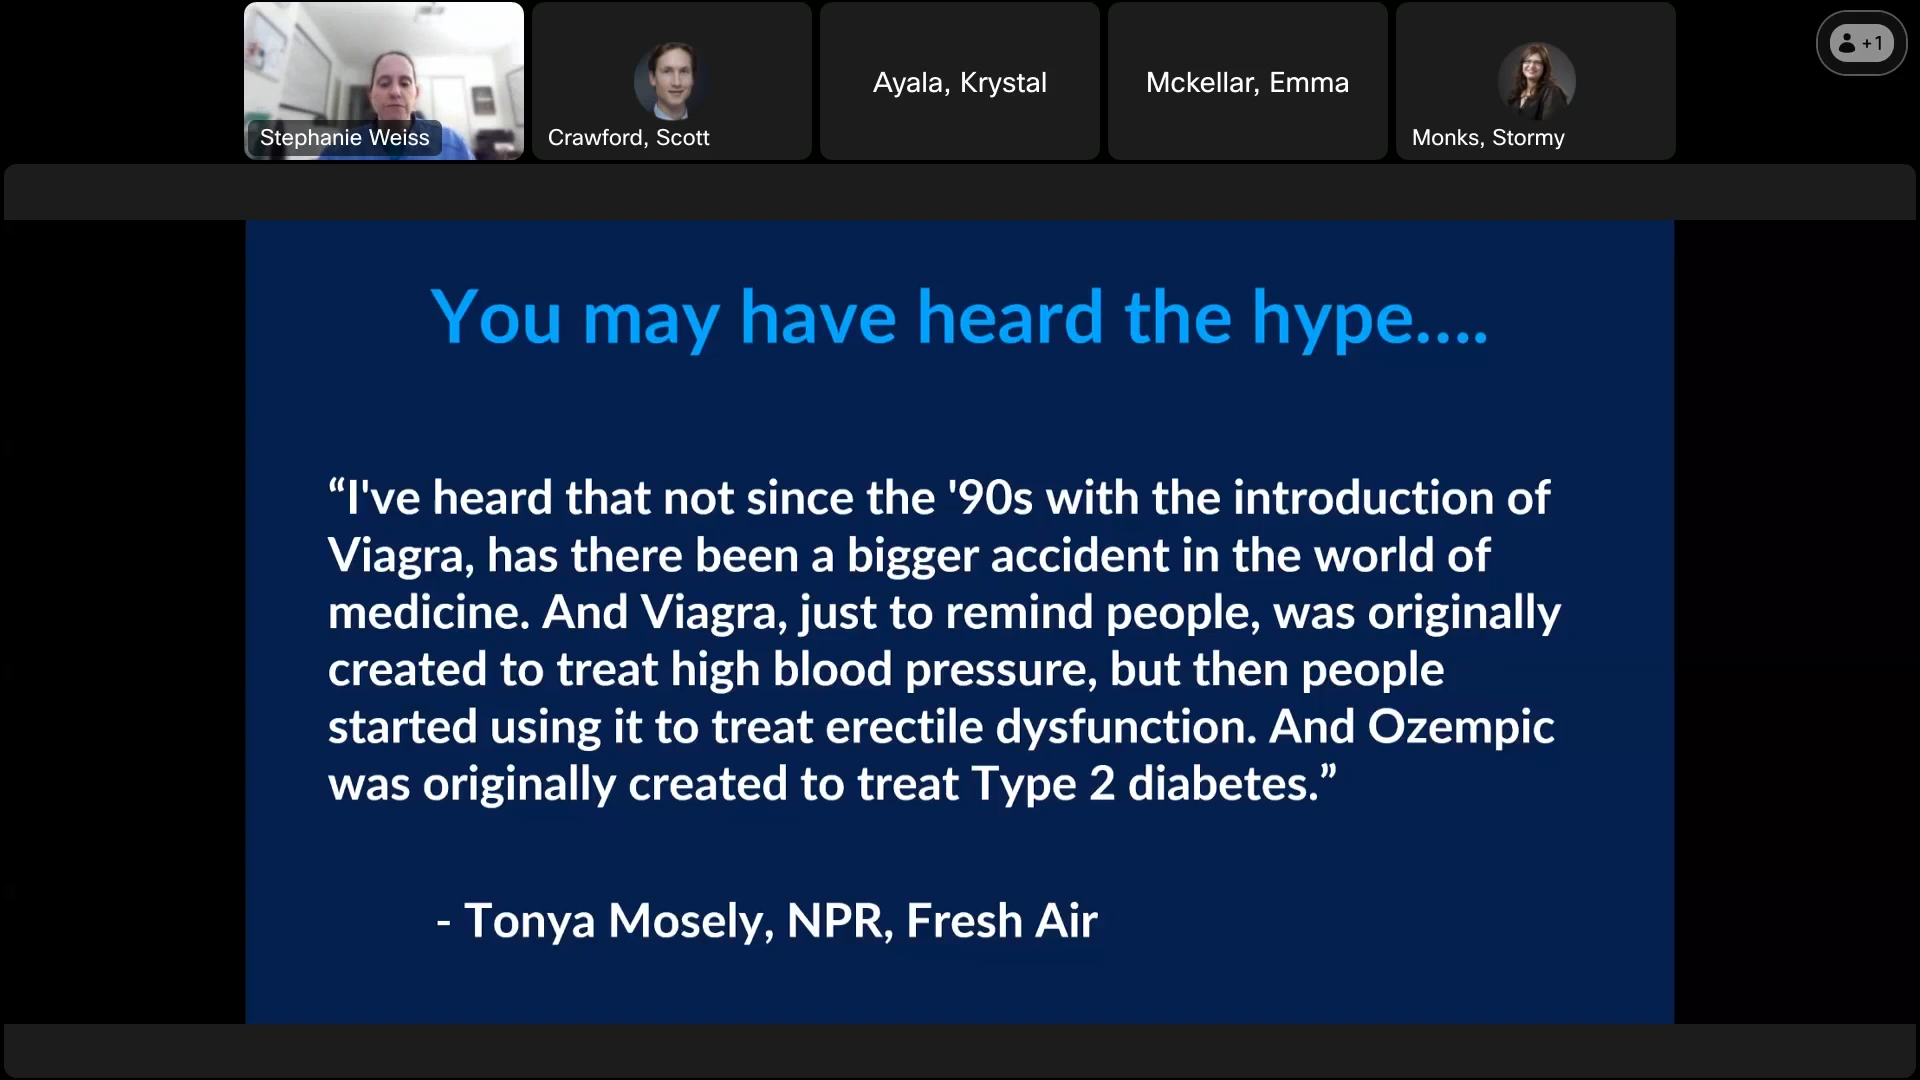 Stephanie Weiss
Crawford, Scott
Ayala, Krystal
Mckellar, Emma
Monks, Stormy
+1
You may have heard the hype....
“I've heard that not since the '90s with the introduction of
Viagra, has there been a bigger accident in the world of
medicine. And Viagra, just to remind people, was originally
created to treat high blood pressure, but then people
started using it to treat erectile dysfunction. And Ozempic
was originally created to treat Type 2 diabetes.”
- Tonya Mosely, NPR, Fresh Air